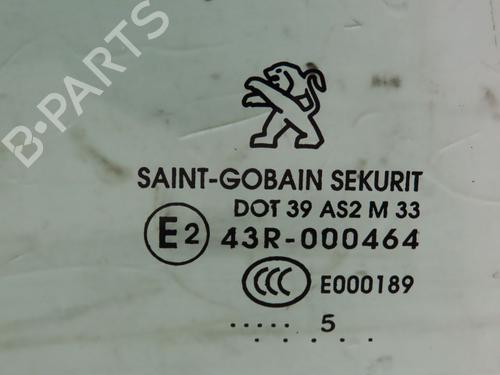 B-PARTS
SAINT-GOBAIN SEKURIT
DOT 39 AS2 M 33
E2 43R-000464
CCC E000189
..... 5